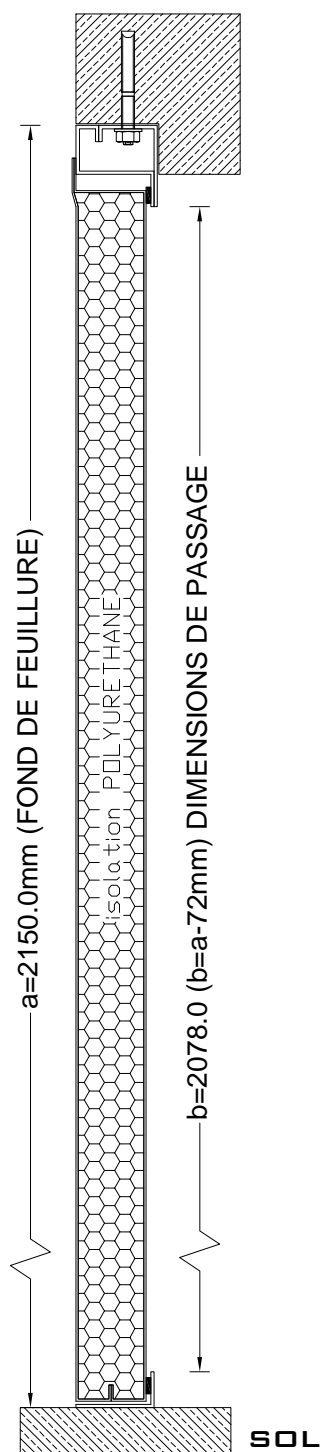 a=2150.0mm (FOND DE FEUILLURE)
isolation POLYURETHANE
b=2078.0 (b=a-72mm) DIMENSIONS DE PASSAGE
SOL